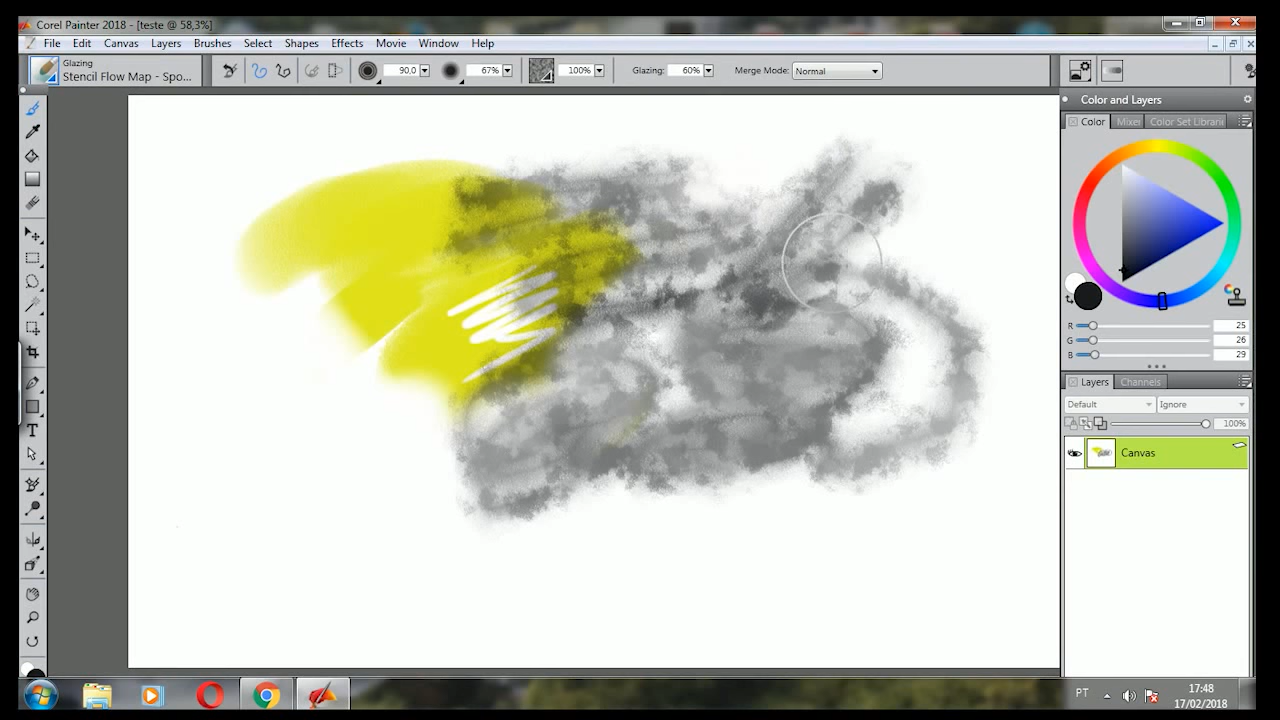 Corel Painter 2018 - [teste @ 58,3%]
File Edit Canvas Layers Brushes Select Shapes Effects Movie Window Help
Glazing
Stencil Flow Map - Spo...
90,0 67% 100% Glazing: 60% Merge Mode: Normal
Color and Layers
Color Mixe Color Set Librari
R 25
G 26
B 29
Layers Channels
Default Ignore
100%
Canvas
T
PT
17:48
17/02/2018